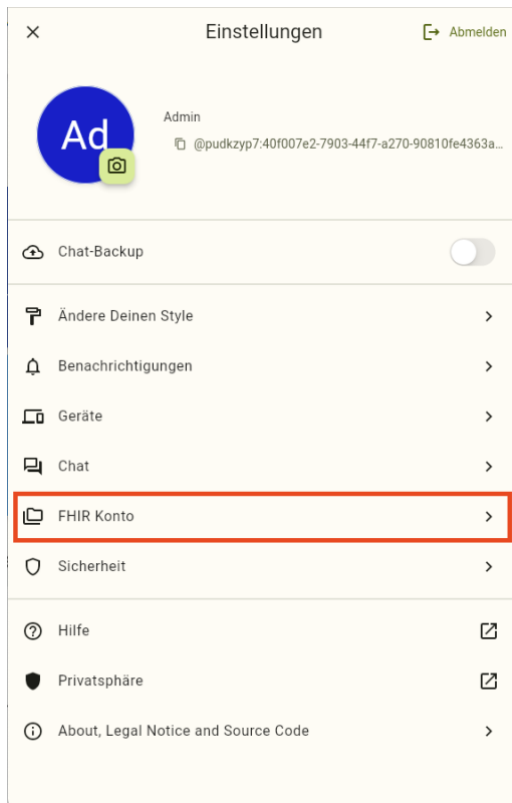 Einstellungen
Abmelden
Ad
Admin
@pudkzyp7:40f007e2-7903-44f7-a270-90810fe4363a...
Chat-Backup
Ändere Deinen Style
Benachrichtigungen
Geräte
Chat
FHIR Konto
Sicherheit
Hilfe
Privatsphäre
About, Legal Notice and Source Code